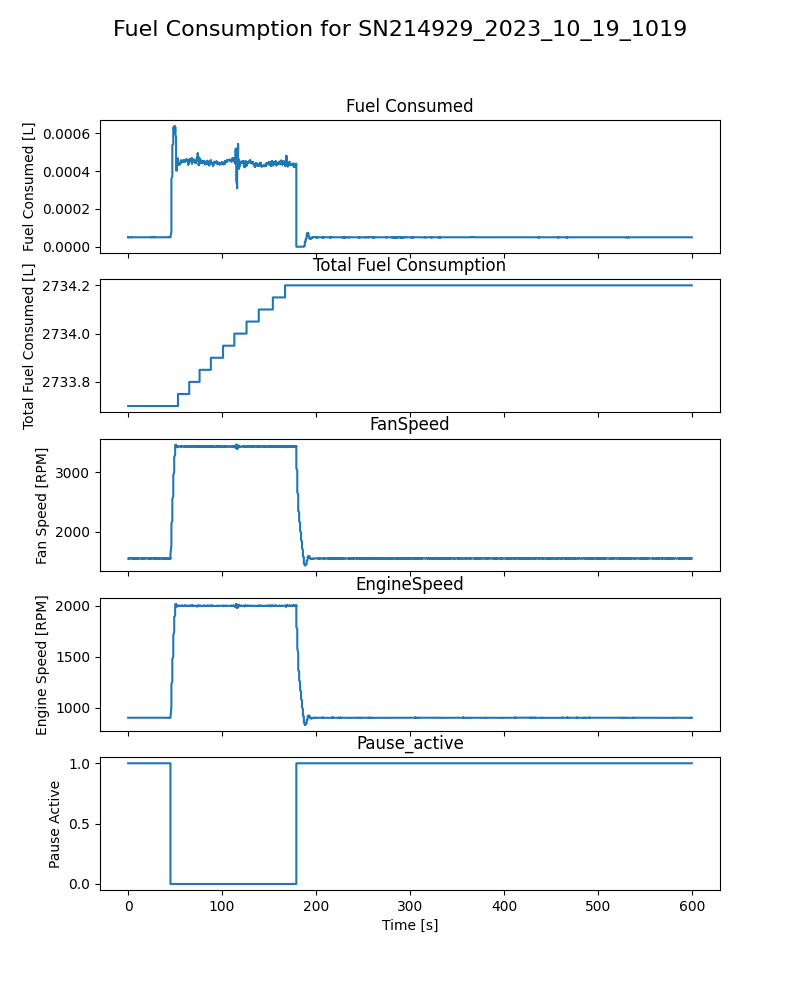 Fuel Consumption for SN214929_2023_10_19_1019
Fuel Consumed
Fuel Consumed [L]
0.0006
0.0004
0.0002
0.0000
Total Fuel Consumption
Total Fuel Consumed [L]
2734.2
2734.0
2733.8
FanSpeed
Fan Speed [RPM]
3000
2000
EngineSpeed
Engine Speed [RPM]
2000
1500
1000
Pause_active
Pause Active
1.0
0.5
0.0
0 100 200 300 400 500 600
Time [s]